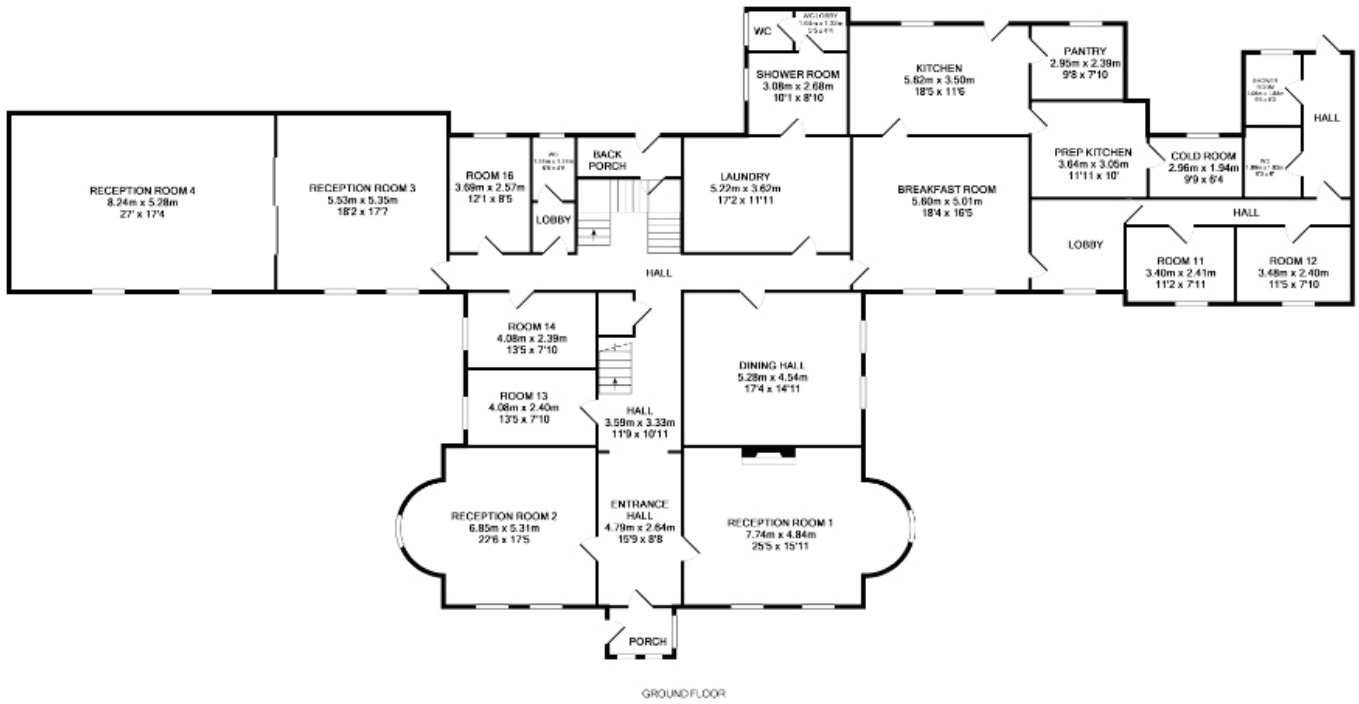 WC
WC LOBBY
SHOWER ROOM
3.08m x 2.68m
10'1 x 8'10
KITCHEN
5.62m x 3.50m
18'5 x 11'6
PANTRY
2.95m x 2.39m
9'8 x 7'10
SHOWER
ROOM
HALL
RECEPTION ROOM 4
8.24m x 5.28m
27' x 17'4
RECEPTION ROOM 3
5.53m x 5.35m
18'2 x 17'7
ROOM 16
3.69m x 2.57m
12'1 x 8'5
WC
LOBBY
BACK
PORCH
LAUNDRY
5.22m x 3.62m
17'2 x 11'11
BREAKFAST ROOM
5.60m x 5.01m
18'4 x 16'5
PREP KITCHEN
3.64m x 3.05m
11'11 x 10'
COLD ROOM
2.96m x 1.94m
9'9 x 6'4
WC
HALL
LOBBY
ROOM 11
3.40m x 2.41m
11'2 x 7'11
ROOM 12
3.48m x 2.40m
11'5 x 7'10
HALL
ROOM 14
4.08m x 2.39m
13'5 x 7'10
ROOM 13
4.08m x 2.40m
13'5 x 7'10
HALL
3.59m x 3.33m
11'9 x 10'11
DINING HALL
5.28m x 4.54m
17'4 x 14'11
RECEPTION ROOM 2
6.85m x 5.31m
22'6 x 17'5
ENTRANCE
HALL
4.79m x 2.64m
15'9 x 8'8
RECEPTION ROOM 1
7.74m x 4.84m
25'5 x 15'11
PORCH
GROUND FLOOR